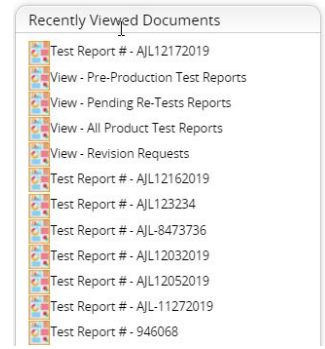 Recently Viewed Documents
Test Report # - AJL12172019
View - Pre-Production Test Reports
View - Pending Re-Tests Reports
View - All Product Test Reports
View - Revision Requests
Test Report # - AJL12162019
Test Report # - AJL123234
Test Report # - AJL-8473736
Test Report # - AJL12032019
Test Report # - AJL12052019
Test Report # - AJL-11272019
Test Report # - 946068